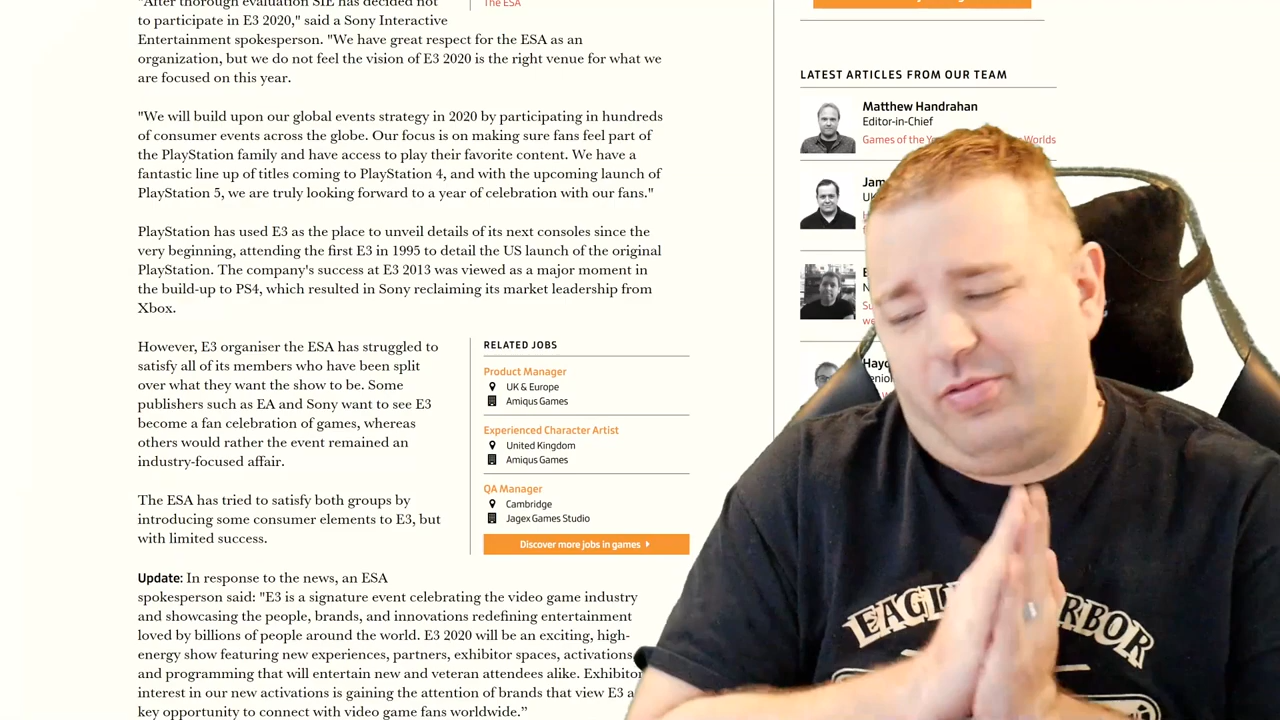 "After thorough evaluation SIE has decided not
to participate in E3 2020," said a Sony Interactive
Entertainment spokesperson. "We have great respect for the ESA as an
organization, but we do not feel the vision of E3 2020 is the right venue for what we
are focused on this year.
"We will build upon our global events strategy in 2020 by participating in hundreds
of consumer events across the globe. Our focus is on making sure fans feel part of
the PlayStation family and have access to play their favorite content. We have a
fantastic line up of titles coming to PlayStation 4, and with the upcoming launch of
PlayStation 5, we are truly looking forward to a year of celebration with our fans."
PlayStation has used E3 as the place to unveil details of its next consoles since the
very beginning, attending the first E3 in 1995 to detail the US launch of the original
PlayStation. The company's success at E3 2013 was viewed as a major moment in
the build-up to PS4, which resulted in Sony reclaiming its market leadership from
Xbox.
However, E3 organiser the ESA has struggled to
satisfy all of its members who have been split
over what they want the show to be. Some
publishers such as EA and Sony want to see E3
become a fan celebration of games, whereas
others would rather the event remained an
industry-focused affair.
The ESA has tried to satisfy both groups by
introducing some consumer elements to E3, but
with limited success.
Update: In response to the news, an ESA
spokesperson said: "E3 is a signature event celebrating the video game industry
and showcasing the people, brands, and innovations redefining entertainment
loved by billions of people around the world. E3 2020 will be an exciting, high-
energy show featuring new experiences, partners, exhibitor spaces, activations,
and programming that will entertain new and veteran attendees alike. Exhibitor
interest in our new activations is gaining the attention of brands that view E3 a
key opportunity to connect with video game fans worldwide.”
The ESA
RELATED JOBS
Product Manager
UK & Europe
Amiqus Games
Experienced Character Artist
United Kingdom
Amiqus Games
QA Manager
Cambridge
Jagex Games Studio
Discover more jobs in games
LATEST ARTICLES FROM OUR TEAM
Matthew Handrahan
Editor-in-Chief
Games of the Worlds
EAGL RBOR